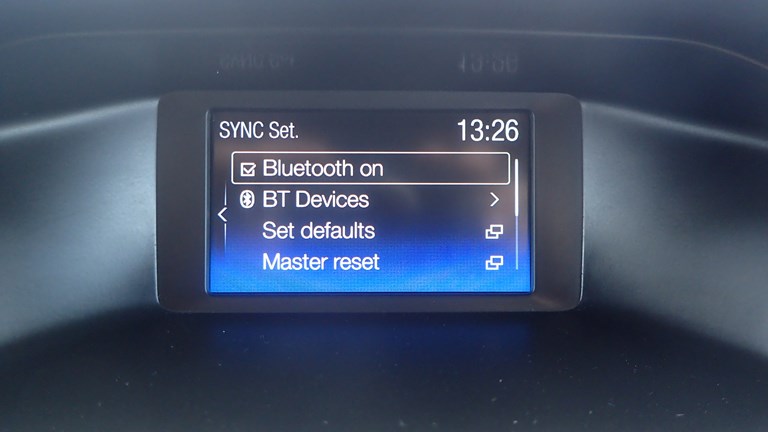 SYNC Set.
13:26
Bluetooth on
BT Devices
Set defaults
Master reset